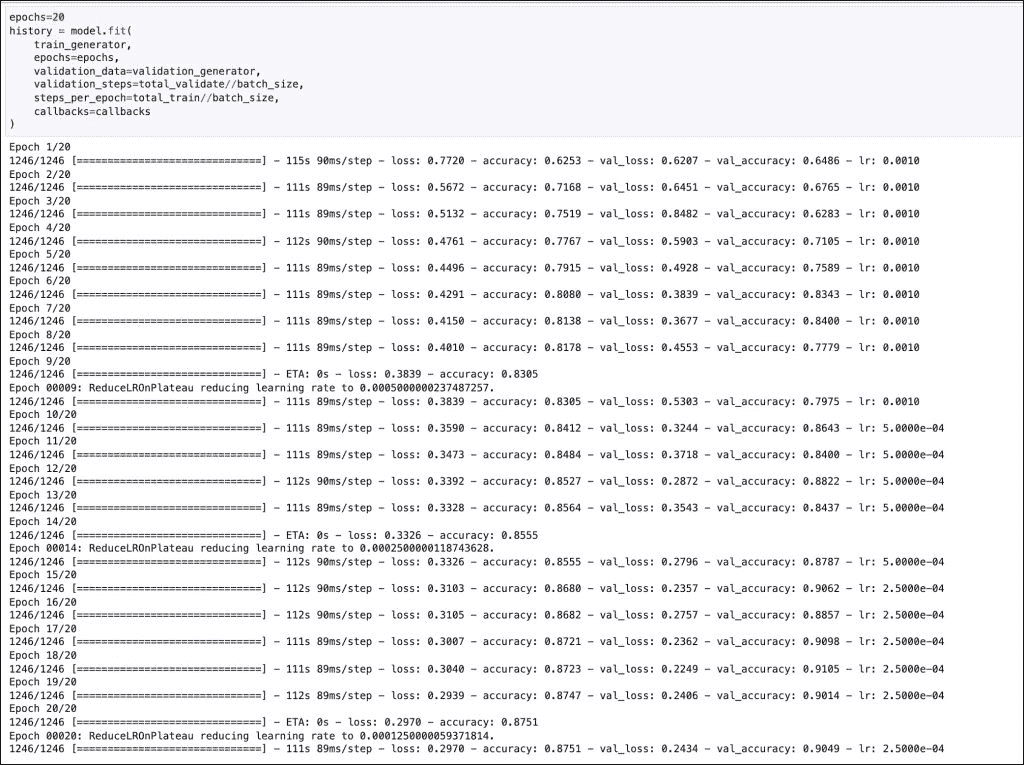 epochs=20
history = model.fit(
    train_generator,
    epochs=epochs,
    validation_data=validation_generator,
    validation_steps=total_validate//batch_size,
    steps_per_epoch=total_train//batch_size,
    callbacks=callbacks
)
Epoch 1/20
1246/1246 [==============================] - 115s 90ms/step - loss: 0.7720 - accuracy: 0.6253 - val_loss: 0.6207 - val_accuracy: 0.6486 - lr: 0.0010
Epoch 2/20
1246/1246 [==============================] - 111s 89ms/step - loss: 0.5672 - accuracy: 0.7168 - val_loss: 0.6451 - val_accuracy: 0.6765 - lr: 0.0010
Epoch 3/20
1246/1246 [==============================] - 111s 89ms/step - loss: 0.5132 - accuracy: 0.7519 - val_loss: 0.8482 - val_accuracy: 0.6283 - lr: 0.0010
Epoch 4/20
1246/1246 [==============================] - 112s 90ms/step - loss: 0.4761 - accuracy: 0.7767 - val_loss: 0.5903 - val_accuracy: 0.7105 - lr: 0.0010
Epoch 5/20
1246/1246 [==============================] - 111s 89ms/step - loss: 0.4496 - accuracy: 0.7915 - val_loss: 0.4928 - val_accuracy: 0.7589 - lr: 0.0010
Epoch 6/20
1246/1246 [==============================] - 111s 89ms/step - loss: 0.4291 - accuracy: 0.8080 - val_loss: 0.3839 - val_accuracy: 0.8343 - lr: 0.0010
Epoch 7/20
1246/1246 [==============================] - 111s 89ms/step - loss: 0.4150 - accuracy: 0.8138 - val_loss: 0.3677 - val_accuracy: 0.8400 - lr: 0.0010
Epoch 8/20
1246/1246 [==============================] - 111s 89ms/step - loss: 0.4010 - accuracy: 0.8178 - val_loss: 0.4553 - val_accuracy: 0.7779 - lr: 0.0010
Epoch 9/20
1246/1246 [==============================] - ETA: 0s - loss: 0.3839 - accuracy: 0.8305
Epoch 00009: ReduceLROnPlateau reducing learning rate to 0.0005000000237487257.
1246/1246 [==============================] - 111s 89ms/step - loss: 0.3839 - accuracy: 0.8305 - val_loss: 0.5303 - val_accuracy: 0.7975 - lr: 0.0010
Epoch 10/20
1246/1246 [==============================] - 111s 89ms/step - loss: 0.3590 - accuracy: 0.8412 - val_loss: 0.3244 - val_accuracy: 0.8643 - lr: 5.0000e-04
Epoch 11/20
1246/1246 [==============================] - 111s 89ms/step - loss: 0.3473 - accuracy: 0.8484 - val_loss: 0.3718 - val_accuracy: 0.8400 - lr: 5.0000e-04
Epoch 12/20
1246/1246 [==============================] - 112s 90ms/step - loss: 0.3392 - accuracy: 0.8527 - val_loss: 0.2872 - val_accuracy: 0.8822 - lr: 5.0000e-04
Epoch 13/20
1246/1246 [==============================] - 111s 89ms/step - loss: 0.3328 - accuracy: 0.8564 - val_loss: 0.3543 - val_accuracy: 0.8437 - lr: 5.0000e-04
Epoch 14/20
1246/1246 [==============================] - ETA: 0s - loss: 0.3326 - accuracy: 0.8555
Epoch 00014: ReduceLROnPlateau reducing learning rate to 0.0002500000118743628.
1246/1246 [==============================] - 112s 90ms/step - loss: 0.3326 - accuracy: 0.8555 - val_loss: 0.2796 - val_accuracy: 0.8787 - lr: 5.0000e-04
Epoch 15/20
1246/1246 [==============================] - 112s 90ms/step - loss: 0.3103 - accuracy: 0.8680 - val_loss: 0.2357 - val_accuracy: 0.9062 - lr: 2.5000e-04
Epoch 16/20
1246/1246 [==============================] - 112s 90ms/step - loss: 0.3105 - accuracy: 0.8682 - val_loss: 0.2757 - val_accuracy: 0.8857 - lr: 2.5000e-04
Epoch 17/20
1246/1246 [==============================] - 111s 89ms/step - loss: 0.3007 - accuracy: 0.8721 - val_loss: 0.2362 - val_accuracy: 0.9098 - lr: 2.5000e-04
Epoch 18/20
1246/1246 [==============================] - 111s 89ms/step - loss: 0.3040 - accuracy: 0.8723 - val_loss: 0.2249 - val_accuracy: 0.9105 - lr: 2.5000e-04
Epoch 19/20
1246/1246 [==============================] - 112s 89ms/step - loss: 0.2939 - accuracy: 0.8747 - val_loss: 0.2406 - val_accuracy: 0.9014 - lr: 2.5000e-04
Epoch 20/20
1246/1246 [==============================] - ETA: 0s - loss: 0.2970 - accuracy: 0.8751
Epoch 00020: ReduceLROnPlateau reducing learning rate to 0.0001250000059371814.
1246/1246 [==============================] - 111s 89ms/step - loss: 0.2970 - accuracy: 0.8751 - val_loss: 0.2434 - val_accuracy: 0.9049 - lr: 2.5000e-04